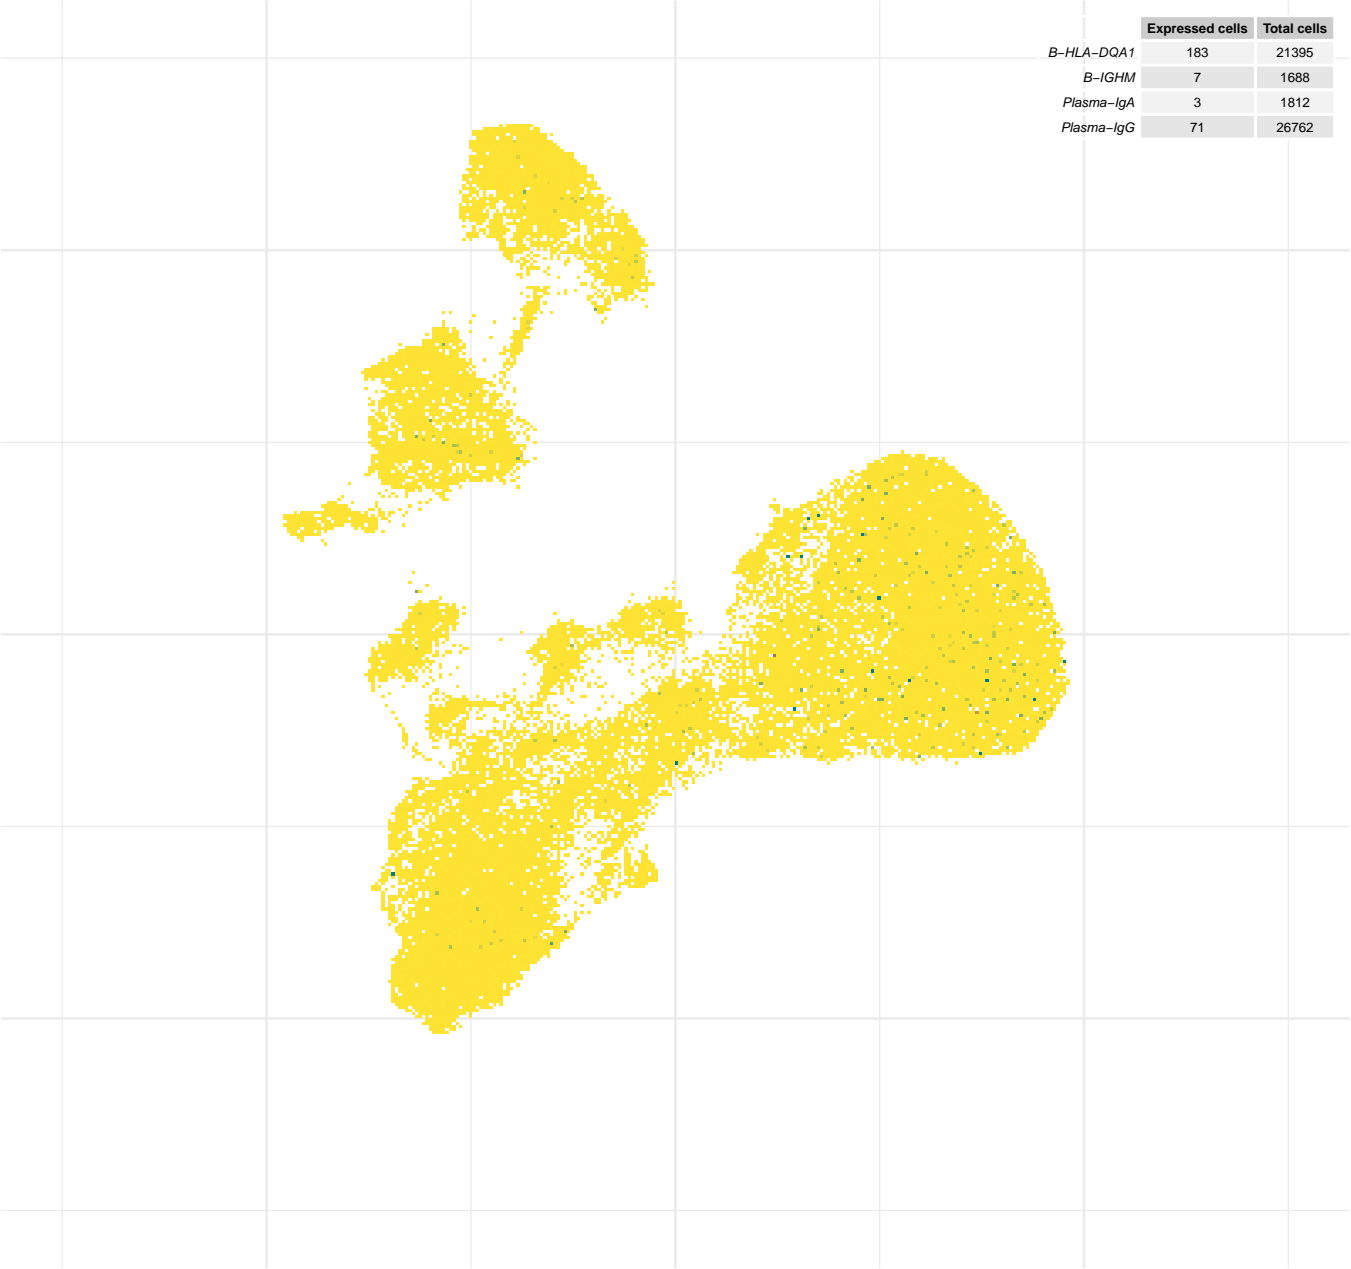 Expressed cells Total cells
B−HLA−DQA1 183 21395
B−IGHM 7 1688
Plasma−IgA 3 1812
Plasma−IgG 71 26762